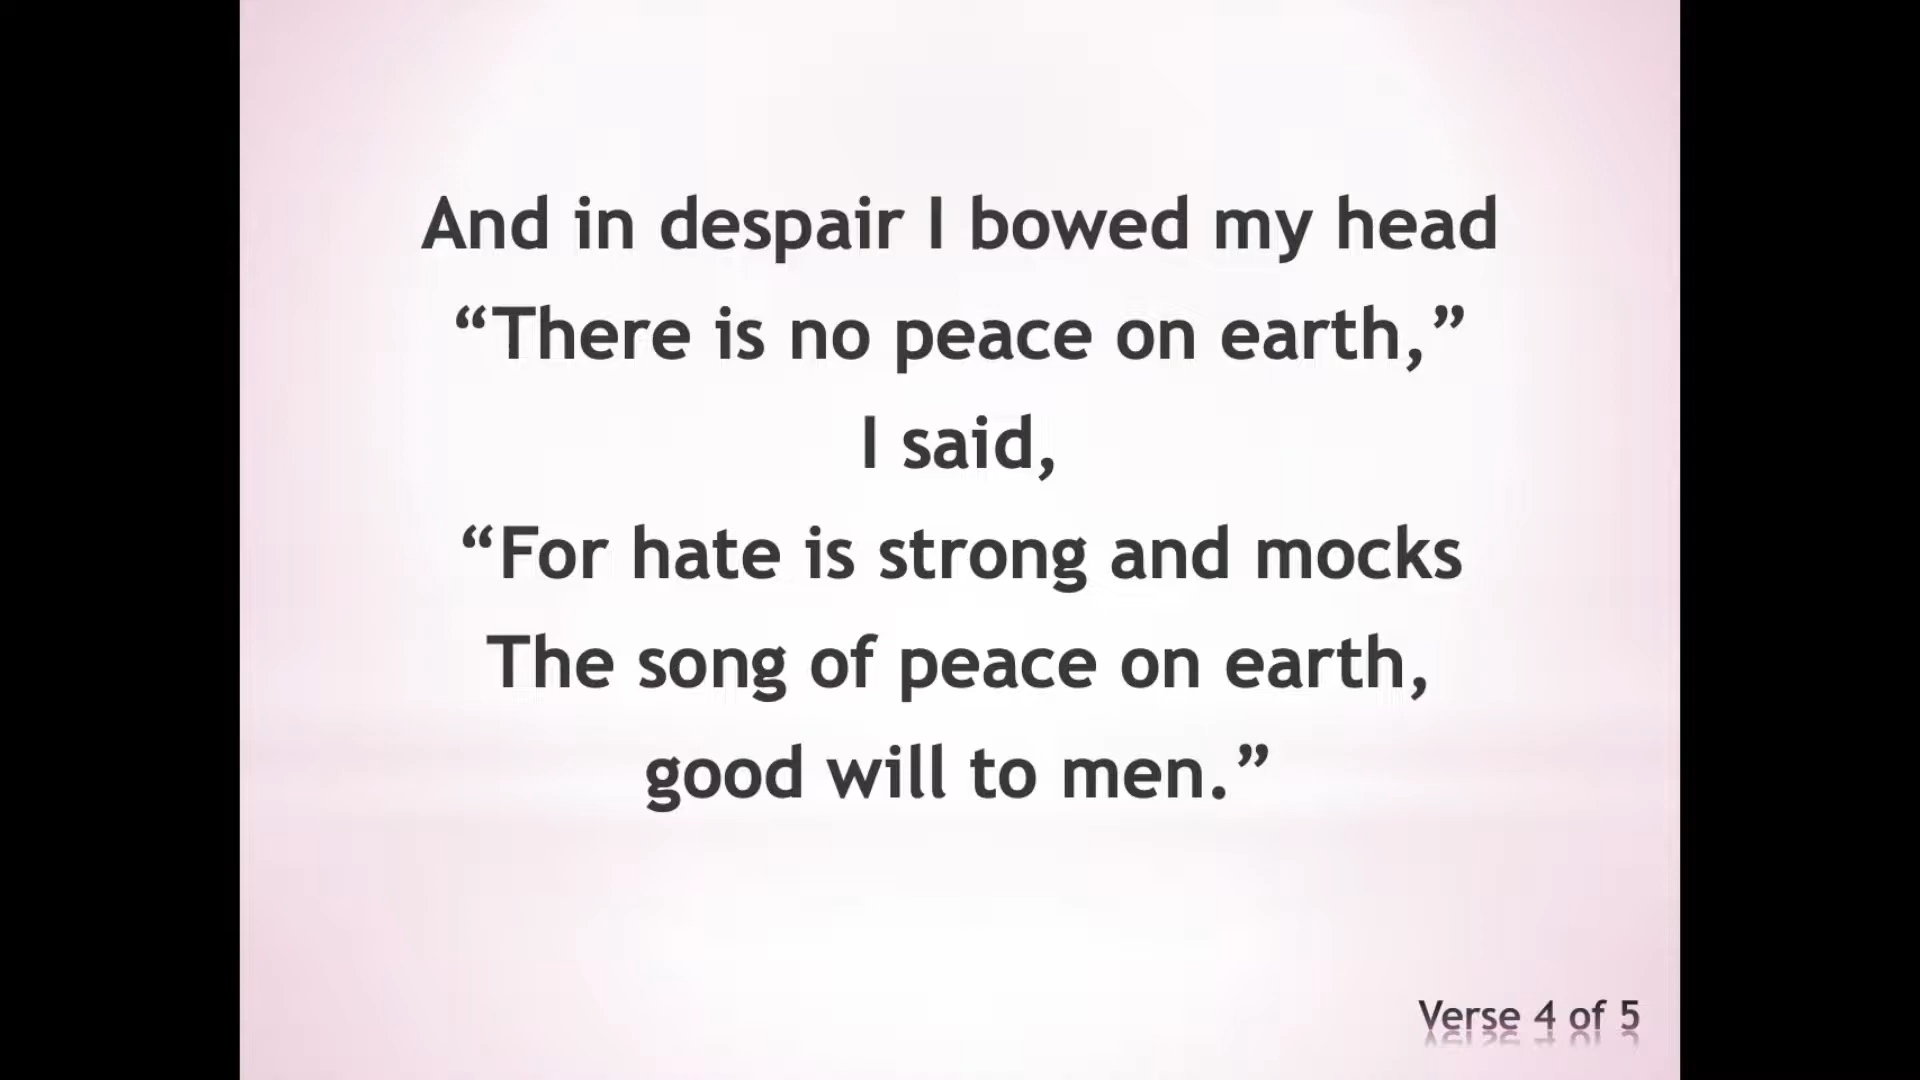 And in despair I bowed my head
“There is no peace on earth,”
I said,
“For hate is strong and mocks
The song of peace on earth,
good will to men.”
Verse 4 of 5